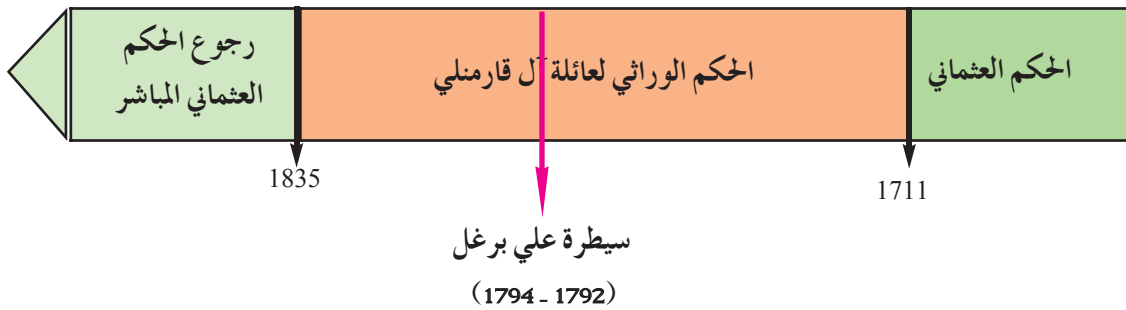 الحكم العثماني
الحكم الوراثي لعائلة آل قارمنلي
رجوع الحكم
العثماني المباشر
1711
1835
سيطرة علي برغل
(1792 - 1794)